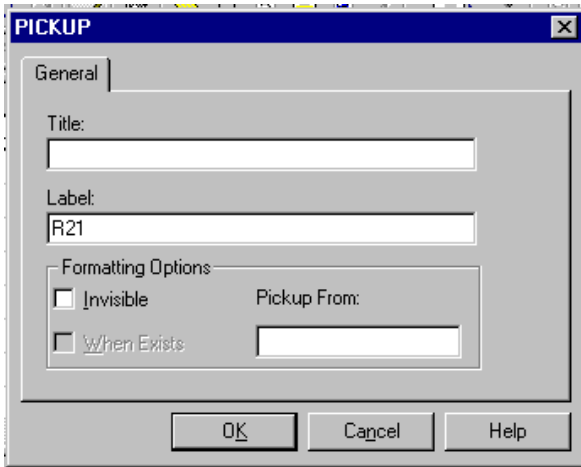 PICKUP
General
Title:
Label:
R21
Formatting Options
Invisible
Pickup From:
When Exists
OK
Cancel
Help